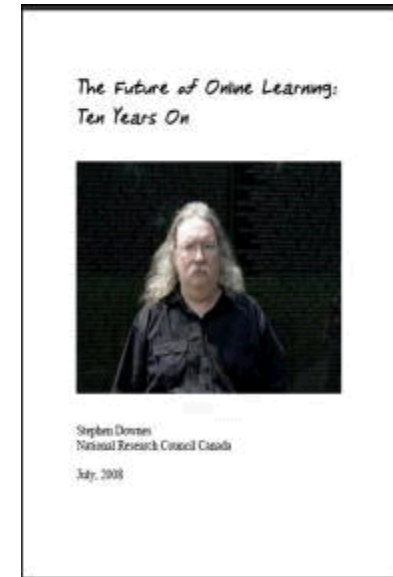 The Future of Online Learning:
Ten Years On
Stephen Downes
National Research Council Canada
July, 2008